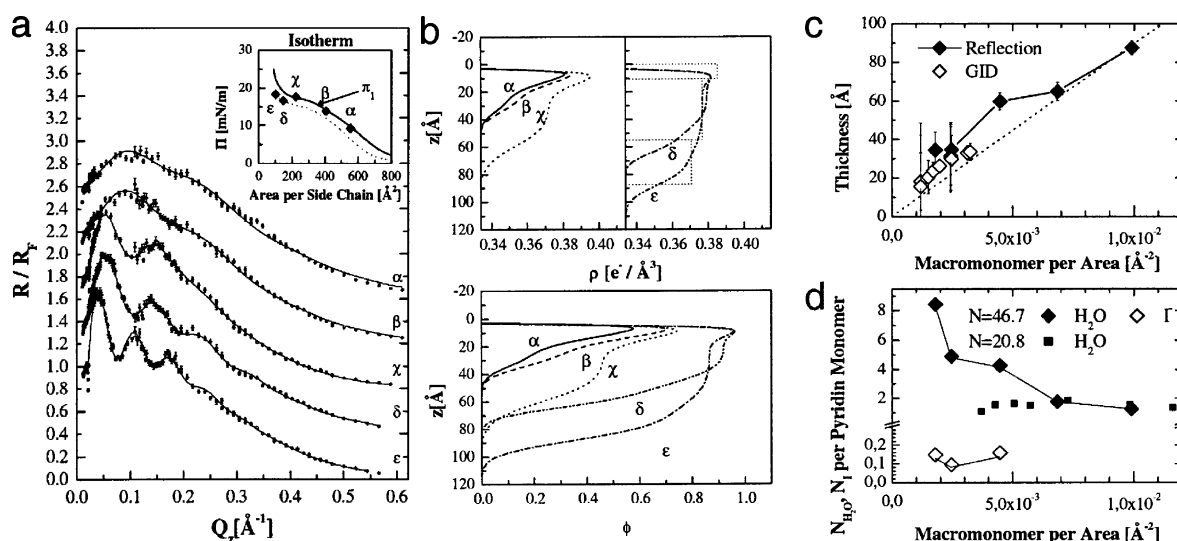 a
R / R_F
4.0
3.8
3.6
3.4
3.2
3.0
2.8
2.6
2.4
2.2
2.0
1.8
1.6
1.4
1.2
1.0
0.8
0.6
0.4
0.2
0.0
0.0 0.1 0.2 0.3 0.4 0.5 0.6
Q_z[Å⁻¹]
α
β
χ
δ
ε
Isotherm
Π [mN/m]
30
20
10
0
0 200 400 600 800
Area per Side Chain [Å²]
ε
δ
χ
β
π₁
α
b
z[Å]
-20
0
20
40
60
80
100
120
0.34 0.36 0.38 0.40
0.34 0.36 0.38 0.40
ρ [e⁻ / Å³]
α
β
χ
δ
ε
z[Å]
-20
0
20
40
60
80
100
120
0.0 0.2 0.4 0.6 0.8 1.0
ϕ
α
β
χ
δ
ε
c
Thickness [Å]
100
80
60
40
20
0
Reflection
GID
0,0 5,0x10⁻³ 1,0x10⁻²
Macromonomer per Area [Å⁻²]
d
N_H₂O, N_I per Pyridin Monomer
8
6
4
2
0,2
0,1
0,0
N=46.7 H₂O I⁻
N=20.8 H₂O
0,0 5,0x10⁻³ 1,0x10⁻²
Macromonomer per Area [Å⁻²]